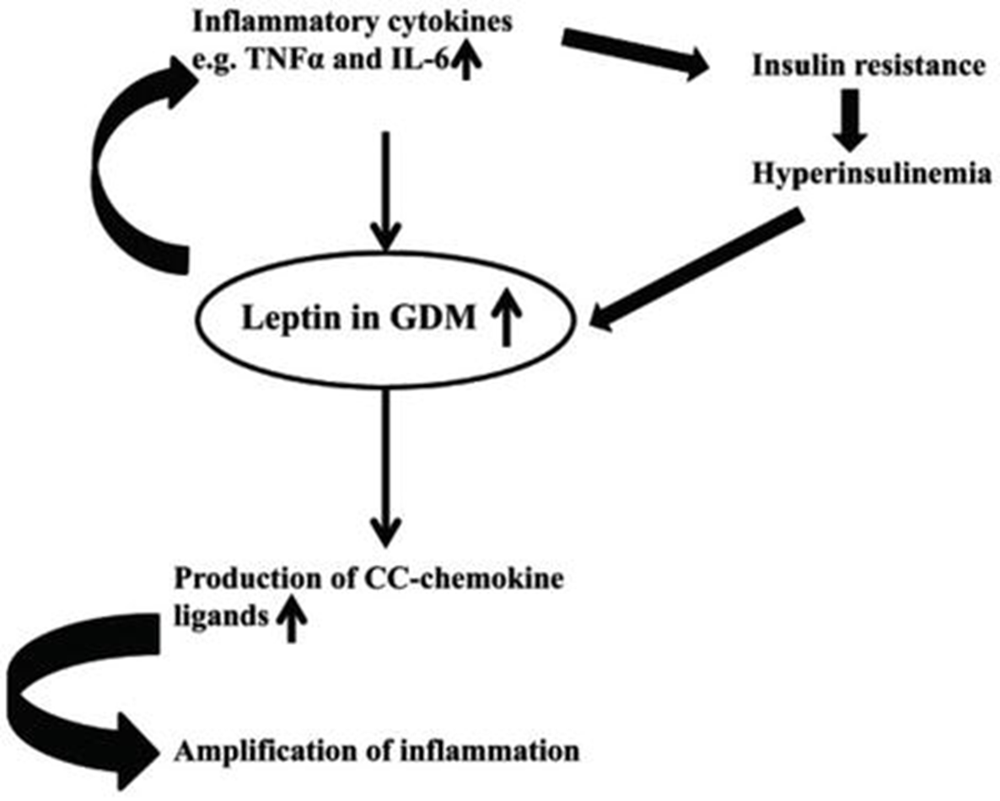 Inflammatory cytokines
e.g. TNFα and IL-6
Insulin resistance
Hyperinsulinemia
Leptin in GDM
Production of CC-chemokine
ligands
Amplification of inflammation